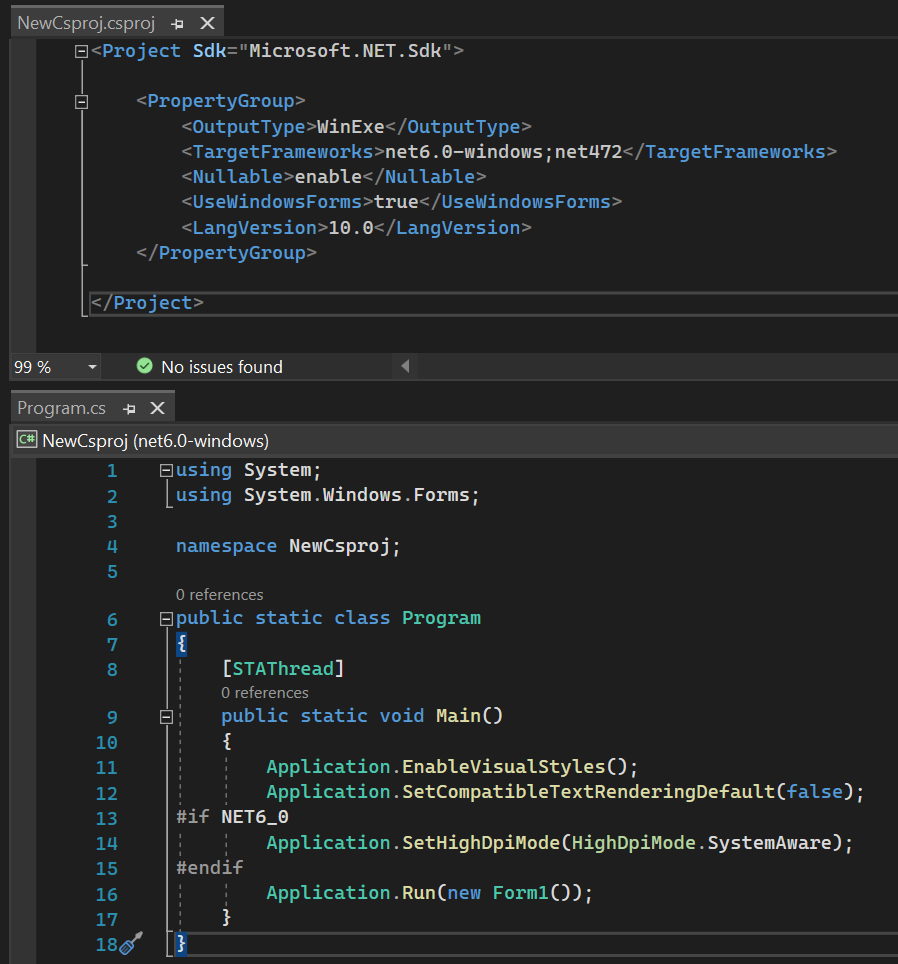 NewCsproj.csproj
<Project Sdk="Microsoft.NET.Sdk">
<PropertyGroup>
<OutputType>WinExe</OutputType>
<TargetFrameworks>net6.0-windows;net472</TargetFrameworks>
<Nullable>enable</Nullable>
<UseWindowsForms>true</UseWindowsForms>
<LangVersion>10.0</LangVersion>
</PropertyGroup>
</Project>
99 % No issues found
Program.cs
C# NewCsproj (net6.0-windows)
1 using System;
2 using System.Windows.Forms;
3
4 namespace NewCsproj;
5
0 references
6 public static class Program
7 {
8 [STAThread]
0 references
9 public static void Main()
10 {
11 Application.EnableVisualStyles();
12 Application.SetCompatibleTextRenderingDefault(false);
13 #if NET6_0
14 Application.SetHighDpiMode(HighDpiMode.SystemAware);
15 #endif
16 Application.Run(new Form1());
17 }
18 }